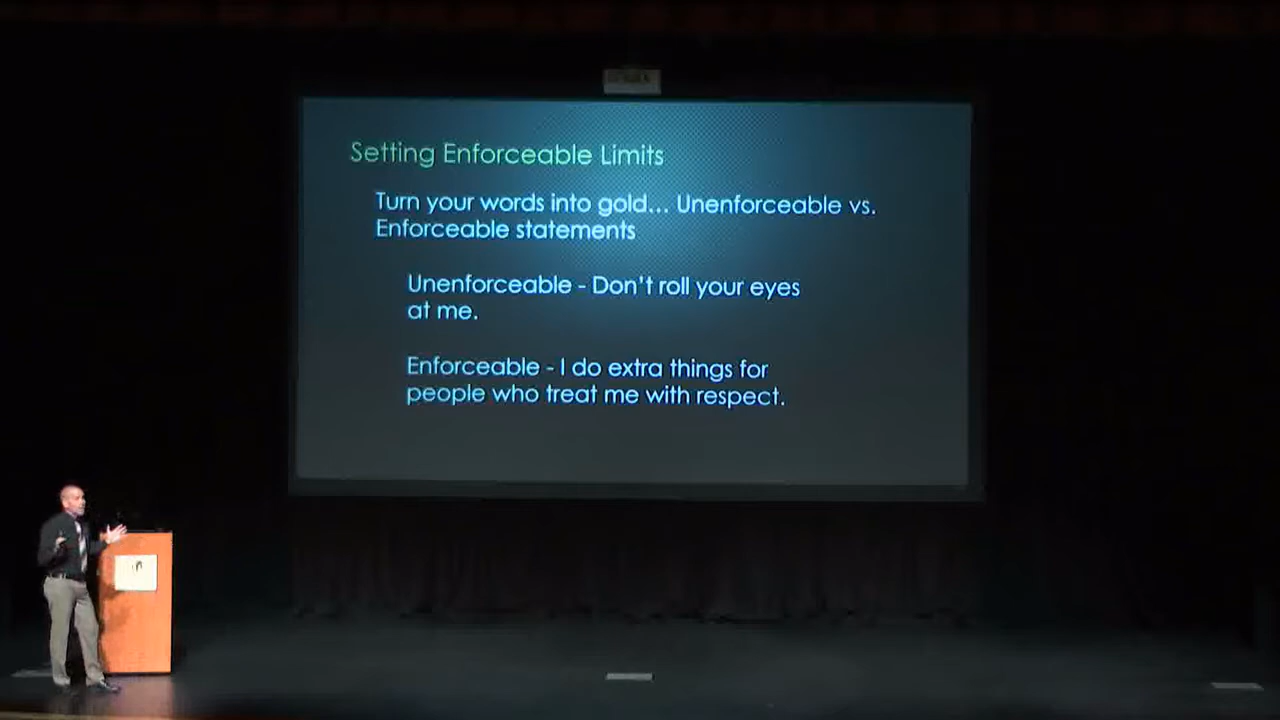 Setting Enforceable Limits
Turn your words into gold... Unenforceable vs.
Enforceable statements
Unenforceable - Don't roll your eyes
at me.
Enforceable - I do extra things for
people who treat me with respect.